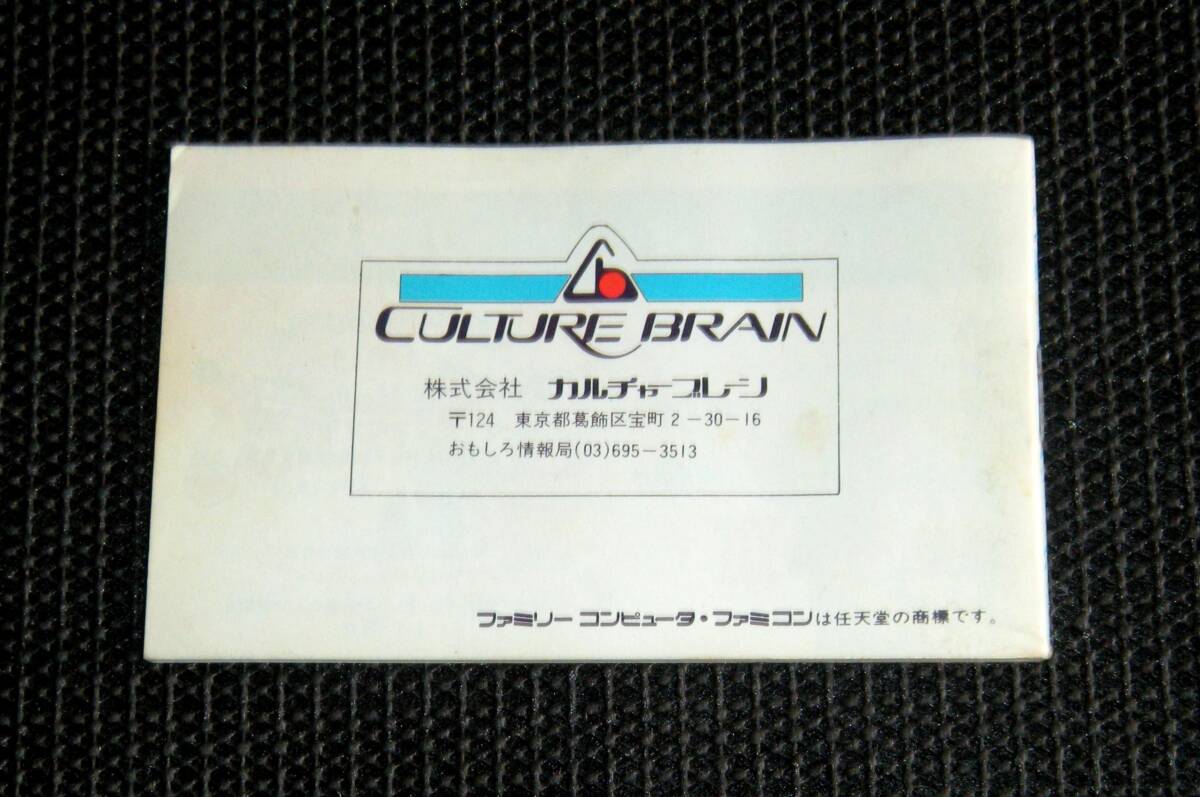 CULTURE BRAIN
株式会社 カルチャーブレーン
〒124 東京都葛飾区宝町2-30-16
おもしろ情報局(03)695-3513
ファミリーコンピュータ・ファミコンは任天堂の商標です。